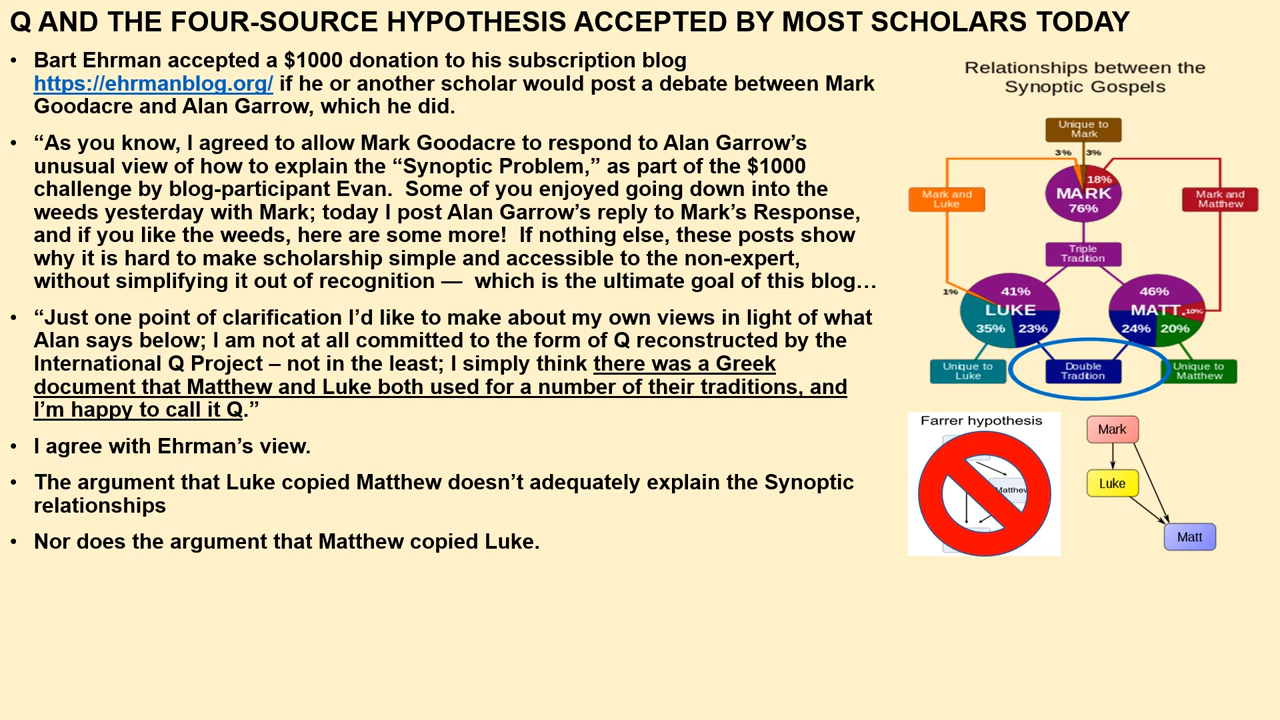 Q AND THE FOUR-SOURCE HYPOTHESIS ACCEPTED BY MOST SCHOLARS TODAY
• Bart Ehrman accepted a $1000 donation to his subscription blog
https://ehrmanblog.org/ if he or another scholar would post a debate between Mark
Goodacre and Alan Garrow, which he did.
• “As you know, I agreed to allow Mark Goodacre to respond to Alan Garrow’s
unusual view of how to explain the “Synoptic Problem,” as part of the $1000
challenge by blog-participant Evan.  Some of you enjoyed going down into the
weeds yesterday with Mark; today I post Alan Garrow’s reply to Mark’s Response,
and if you like the weeds, here are some more!  If nothing else, these posts show
why it is hard to make scholarship simple and accessible to the non-expert,
without simplifying it out of recognition —  which is the ultimate goal of this blog…
• “Just one point of clarification I’d like to make about my own views in light of what
Alan says below; I am not at all committed to the form of Q reconstructed by the
International Q Project – not in the least; I simply think there was a Greek
document that Matthew and Luke both used for a number of their traditions, and
I’m happy to call it Q.”
• I agree with Ehrman’s view.
• The argument that Luke copied Matthew doesn’t adequately explain the Synoptic
relationships
• Nor does the argument that Matthew copied Luke.
Relationships between the
Synoptic Gospels
Unique to
Mark
3% 3%
18%
MARK
76%
Mark and
Luke
Mark and
Matthew
Triple
Tradition
1%
41%
LUKE
35% 23%
46%
MATT.
10%
24% 20%
Unique to
Luke
Double
Tradition
Unique to
Matthew
Farrer hypothesis
Matthew
Mark
Luke
Matt